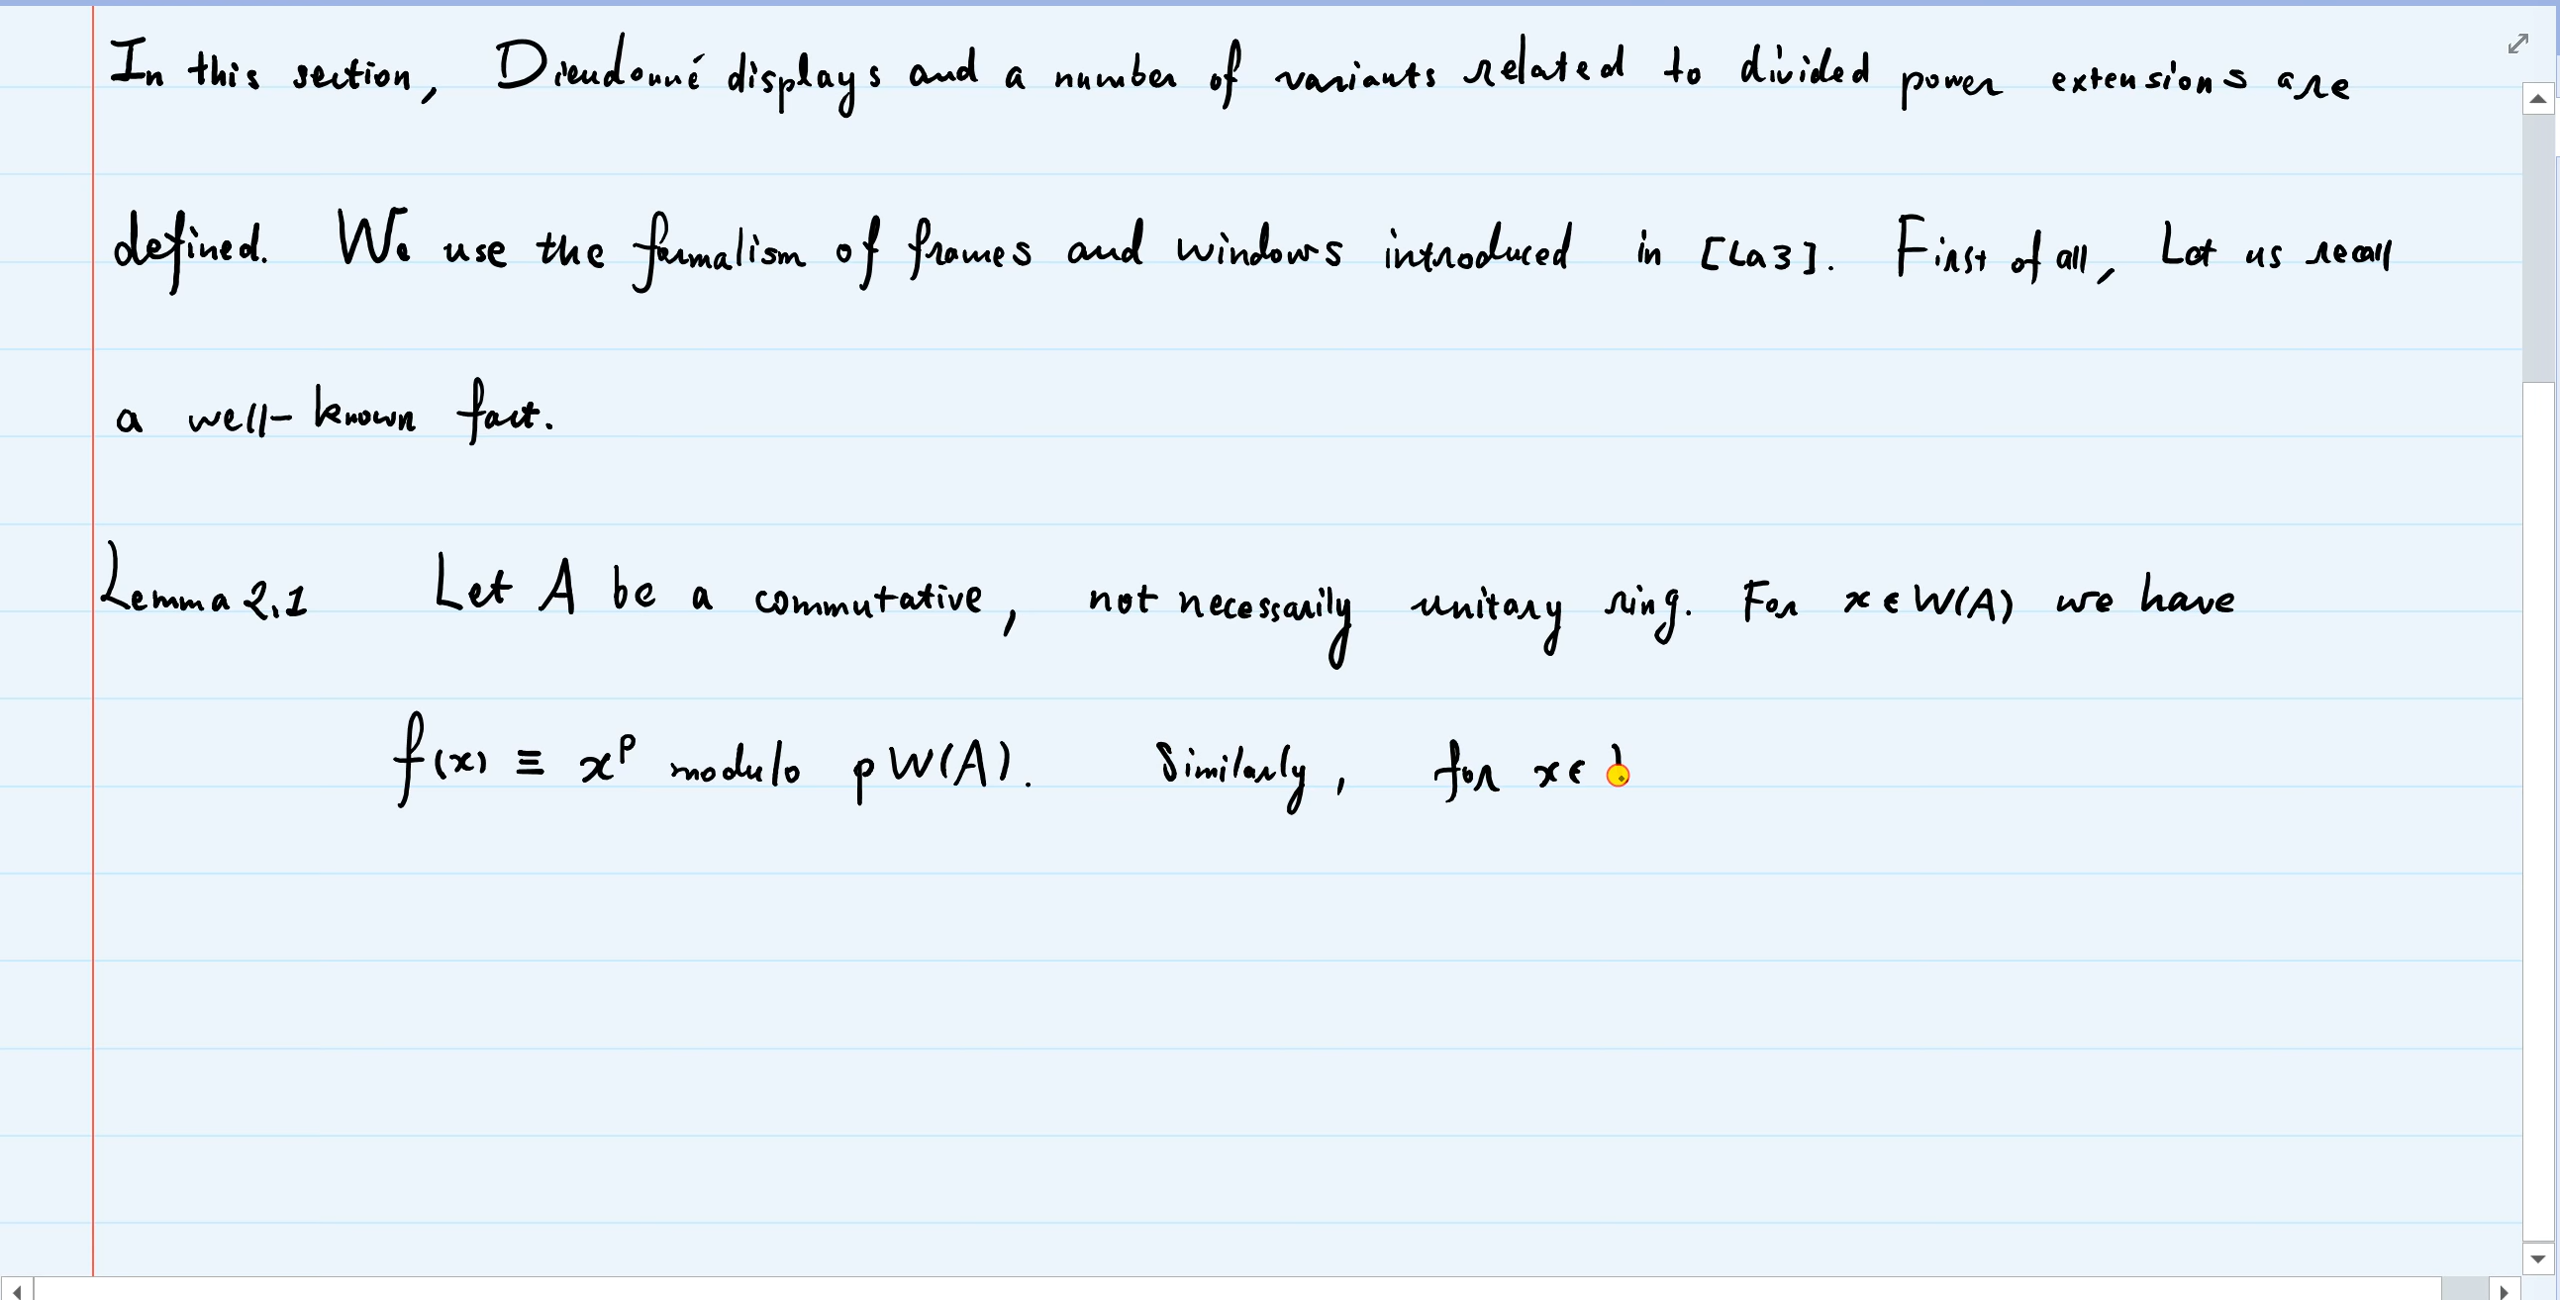 In this section, Dieudonné displays and a number of variants related to divided power extensions are
defined. We use the formalism of frames and windows introduced in [La3]. First of all, Let us recall
a well-known fact.
Lemma 2.1 Let A be a commutative, not necessarily unitary ring. For x ∈ W(A) we have
f(x) ≡ x^p modulo pW(A). Similarly, for x ∈